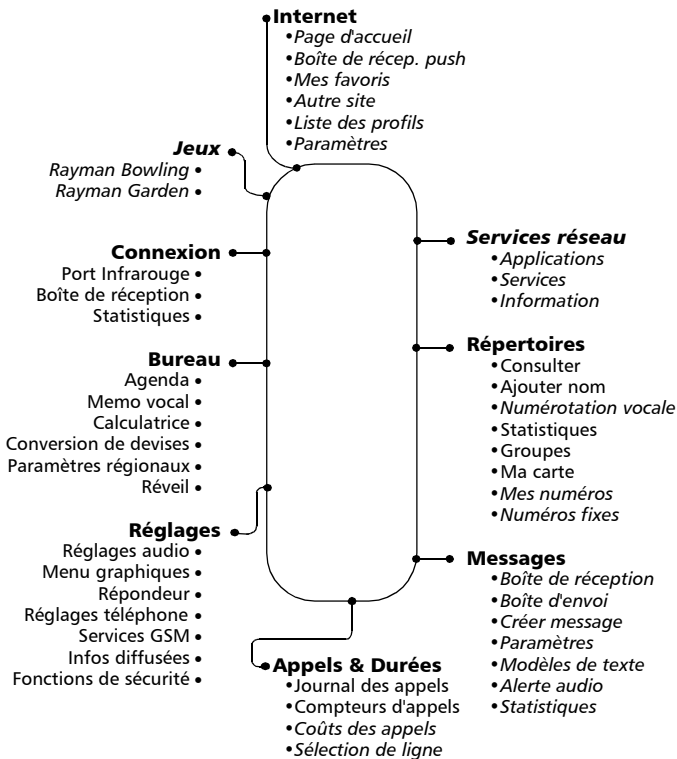 Internet
•Page d'accueil
•Boîte de récep. push
•Mes favoris
•Autre site
•Liste des profils
•Paramètres
Jeux
Rayman Bowling •
Rayman Garden •
Connexion
Port Infrarouge •
Boîte de réception •
Statistiques •
Bureau
Agenda •
Memo vocal •
Calculatrice •
Conversion de devises •
Paramètres régionaux •
Réveil •
Réglages
Réglages audio •
Menu graphiques •
Répondeur •
Réglages téléphone •
Services GSM •
Infos diffusées •
Fonctions de sécurité •
Services réseau
•Applications
•Services
•Information
Répertoires
•Consulter
•Ajouter nom
•Numérotation vocale
•Statistiques
•Groupes
•Ma carte
•Mes numéros
•Numéros fixes
Messages
•Boîte de réception
•Boîte d'envoi
•Créer message
•Paramètres
•Modèles de texte
•Alerte audio
•Statistiques
Appels & Durées
•Journal des appels
•Compteurs d'appels
•Coûts des appels
•Sélection de ligne